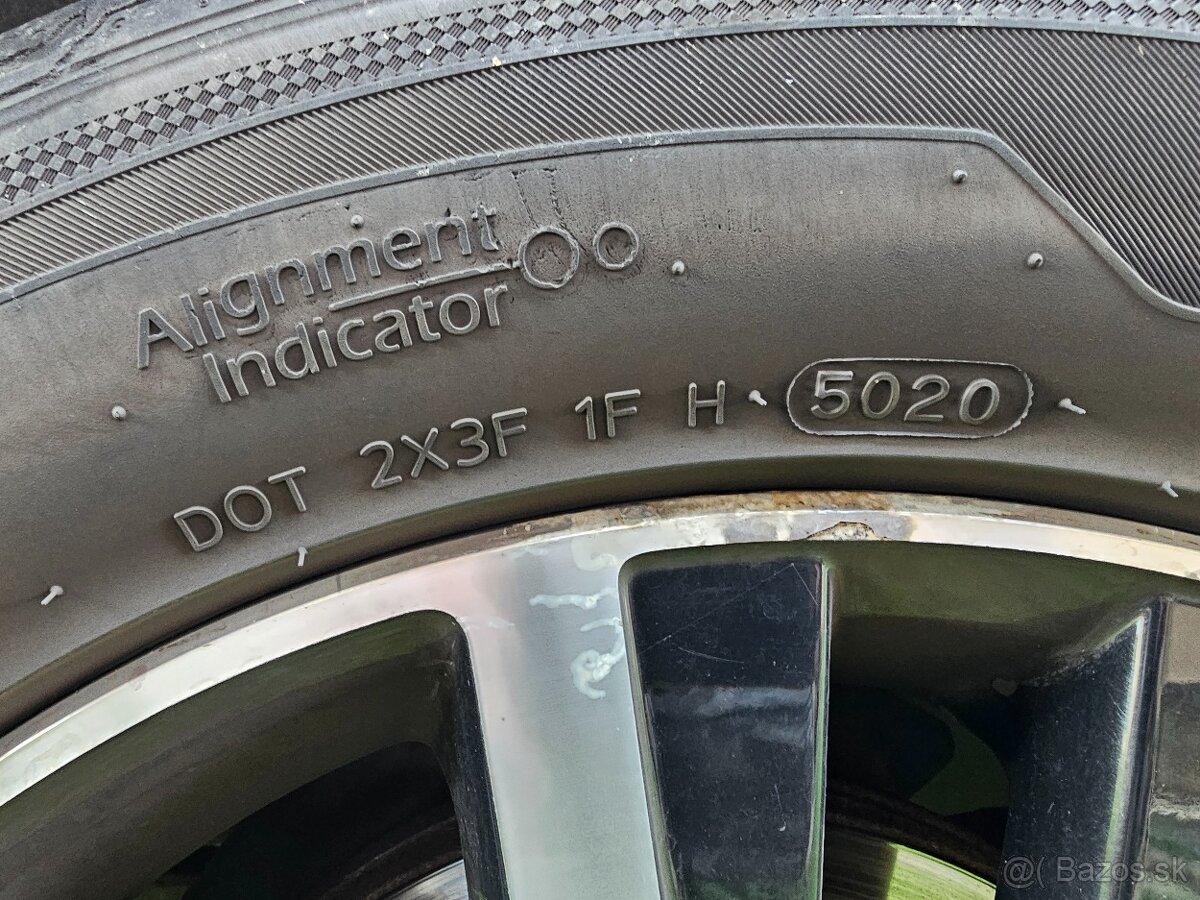 Alignment
Indicator
DOT 2X3F 1F H 5020
@( Bazos.sk